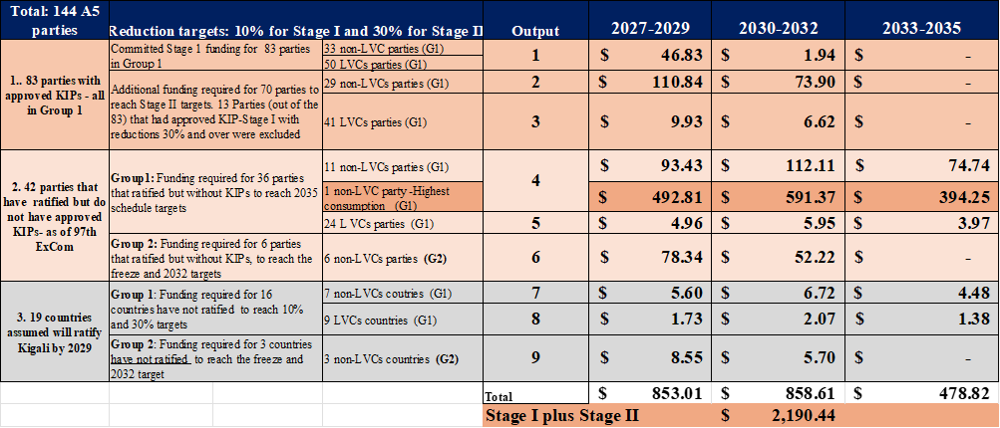 Total: 144 A5
parties
Reduction targets: 10% for Stage I and 30% for Stage II
Output
2027-2029
2030-2032
2033-2035
1.. 83 parties with
approved KIPs - all
in Group 1
Committed Stage 1 funding for 83 parties
in Group 1
33 non-LVC parties (G1)
50 LVCs parties (G1)
1
$ 46.83
$ 1.94
$ -
Additional funding required for 70 parties to
reach Stage II targets. 13 Parties (out of the
83) that had approved KIP-Stage I with
reductions 30% and over were excluded
29 non-LVCs parties (G1)
2
$ 110.84
$ 73.90
$ -
41 LVCs parties (G1)
3
$ 9.93
$ 6.62
$ -
2. 42 parties that
have ratified but do
not have approved
KIPs- as of 97th
ExCom
Group1: Funding required for 36 parties
that ratified but without KIPs to reach 2035
schedule targets
11 non-LVCs parties (G1)
4
$ 93.43
$ 112.11
$ 74.74
1 non-LVC party -Highest
consumption (G1)
$ 492.81
$ 591.37
$ 394.25
24 L VCs parties (G1)
5
$ 4.96
$ 5.95
$ 3.97
Group 2: Funding required for 6 parties
that ratified but without KIPs, to reach the
freeze and 2032 targets
6 non-LVCs parties (G2)
6
$ 78.34
$ 52.22
$ -
3. 19 countries
assumed will ratify
Kigali by 2029
Group 1: Funding required for 16
countries have not ratified to reach 10%
and 30% targets
7 non-LVCs coutries (G1)
7
$ 5.60
$ 6.72
$ 4.48
9 LVCs countries (G1)
8
$ 1.73
$ 2.07
$ 1.38
Group 2: Funding required for 3 countries
have not ratified to reach the freeze and
2032 target
3 non-LVCs countries (G2)
9
$ 8.55
$ 5.70
$ -
Total
$ 853.01
$ 858.61
478.82
Stage I plus Stage II
$ 2,190.44